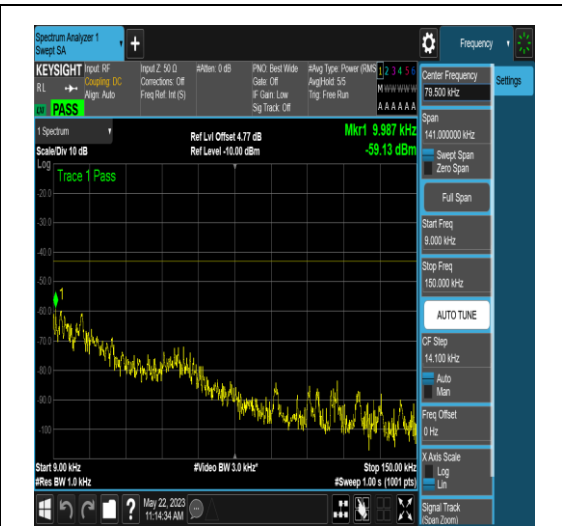 Spectrum Analyzer 1
Swept SA
Frequency
KEYSIGHT
Input: RF
Coupling: DC
Align: Auto
Input Z: 50 Ω
Corrections: Off
Freq Ref: Int (S)
#Atten: 0 dB
PNO: Best Wide
Gate: Off
IF Gain: Low
Sig Track: Off
#Avg Type: Power (RMS
Avg|Hold: 5/5
Trig: Free Run
1 2 3 4 5 6
M W W W W W
A A A A A A
RL
PASS
1 Spectrum
Scale/Div 10 dB
Ref Lvl Offset 4.77 dB
Ref Level -10.00 dBm
Mkr1 9.987 kHz
-59.13 dBm
Log
Trace 1 Pass
-20.0
-30.0
-40.0
-50.0
1
-60.0
-70.0
-80.0
-90.0
-100
Start 9.00 kHz
#Res BW 1.0 kHz
#Video BW 3.0 kHz*
Stop 150.00 kHz
#Sweep 1.00 s (1001 pts)
?
May 22, 2023
11:14:34 AM
Center Frequency
79.500 kHz
Settings
Span
141.000000 kHz
Swept Span
Zero Span
Full Span
Start Freq
9.000 kHz
Stop Freq
150.000 kHz
AUTO TUNE
CF Step
14.100 kHz
Auto
Man
Freq Offset
0 Hz
X Axis Scale
Log
Lin
Signal Track
(Span Zoom)